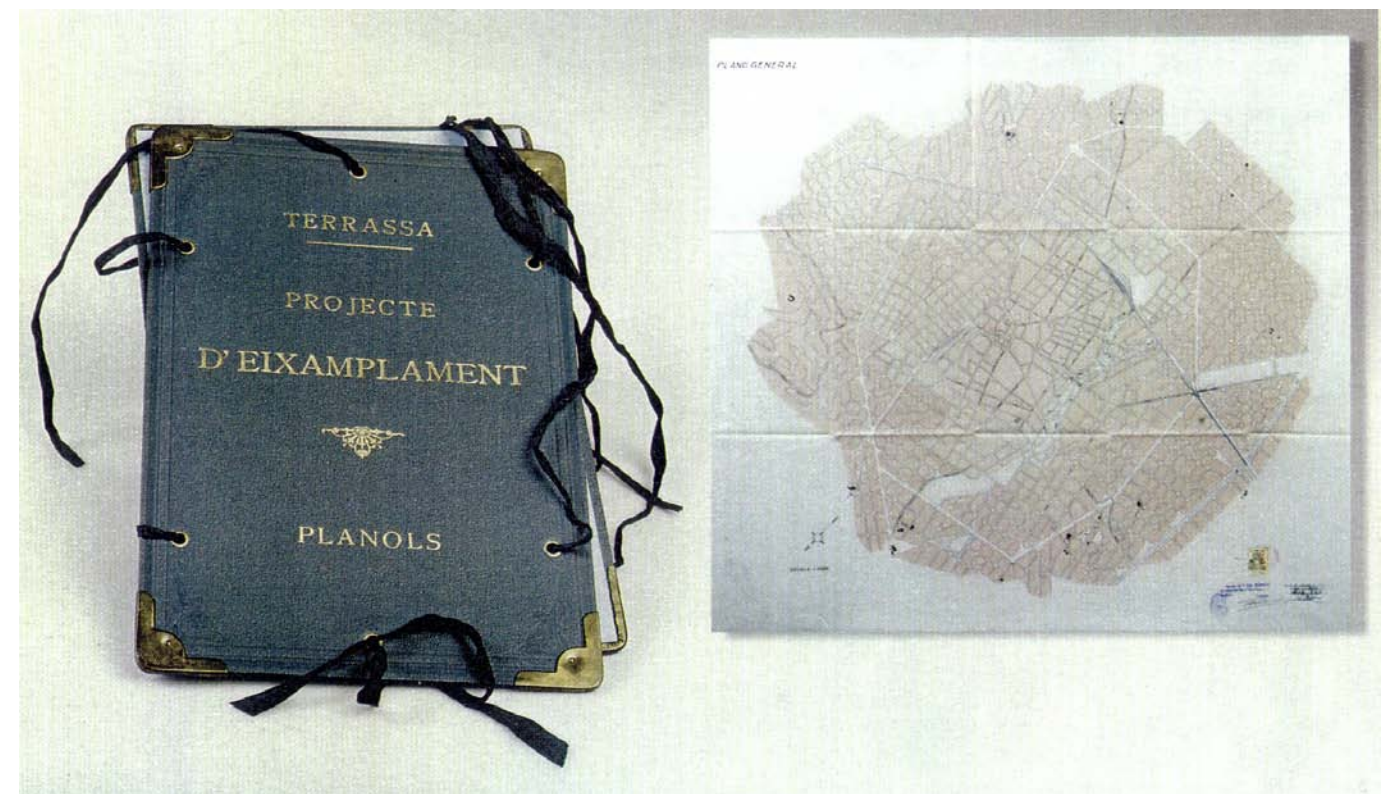 TERRASSA
PROJECTE
D' EIXAMPLAMENT
PLANOLS
PLANO GENERAL